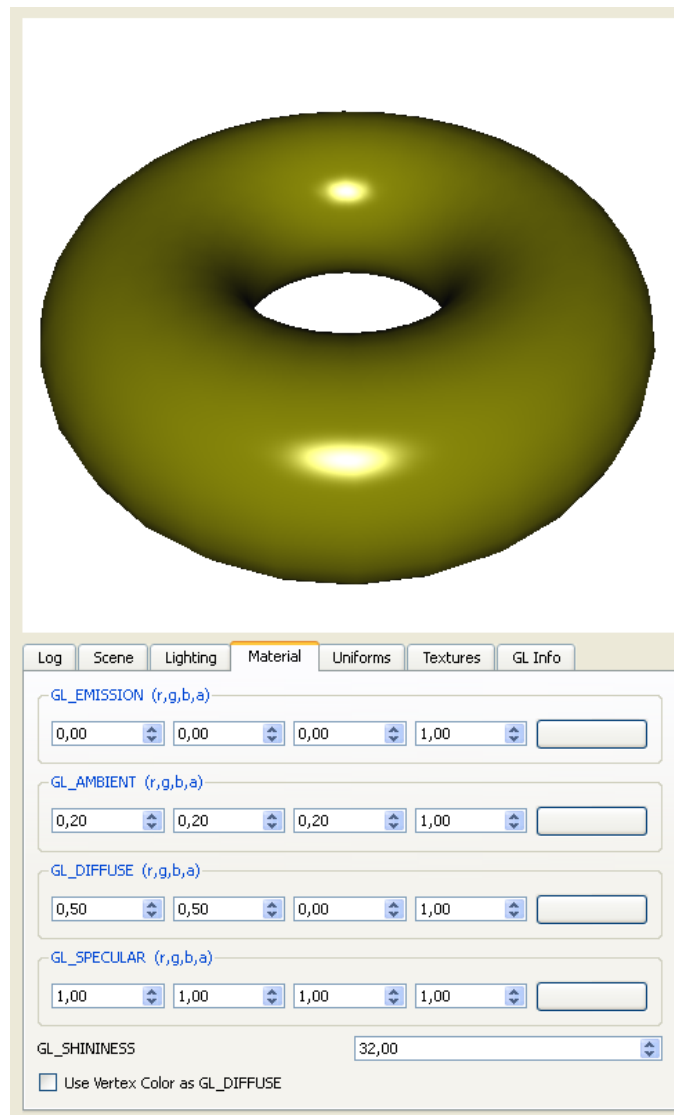 Log Scene Lighting Material Uniforms Textures GL Info
GL_EMISSION (r,g,b,a)
0,00 0,00 0,00 1,00
GL_AMBIENT (r,g,b,a)
0,20 0,20 0,20 1,00
GL_DIFFUSE (r,g,b,a)
0,50 0,50 0,00 1,00
GL_SPECULAR (r,g,b,a)
1,00 1,00 1,00 1,00
GL_SHININESS 32,00
Use Vertex Color as GL_DIFFUSE